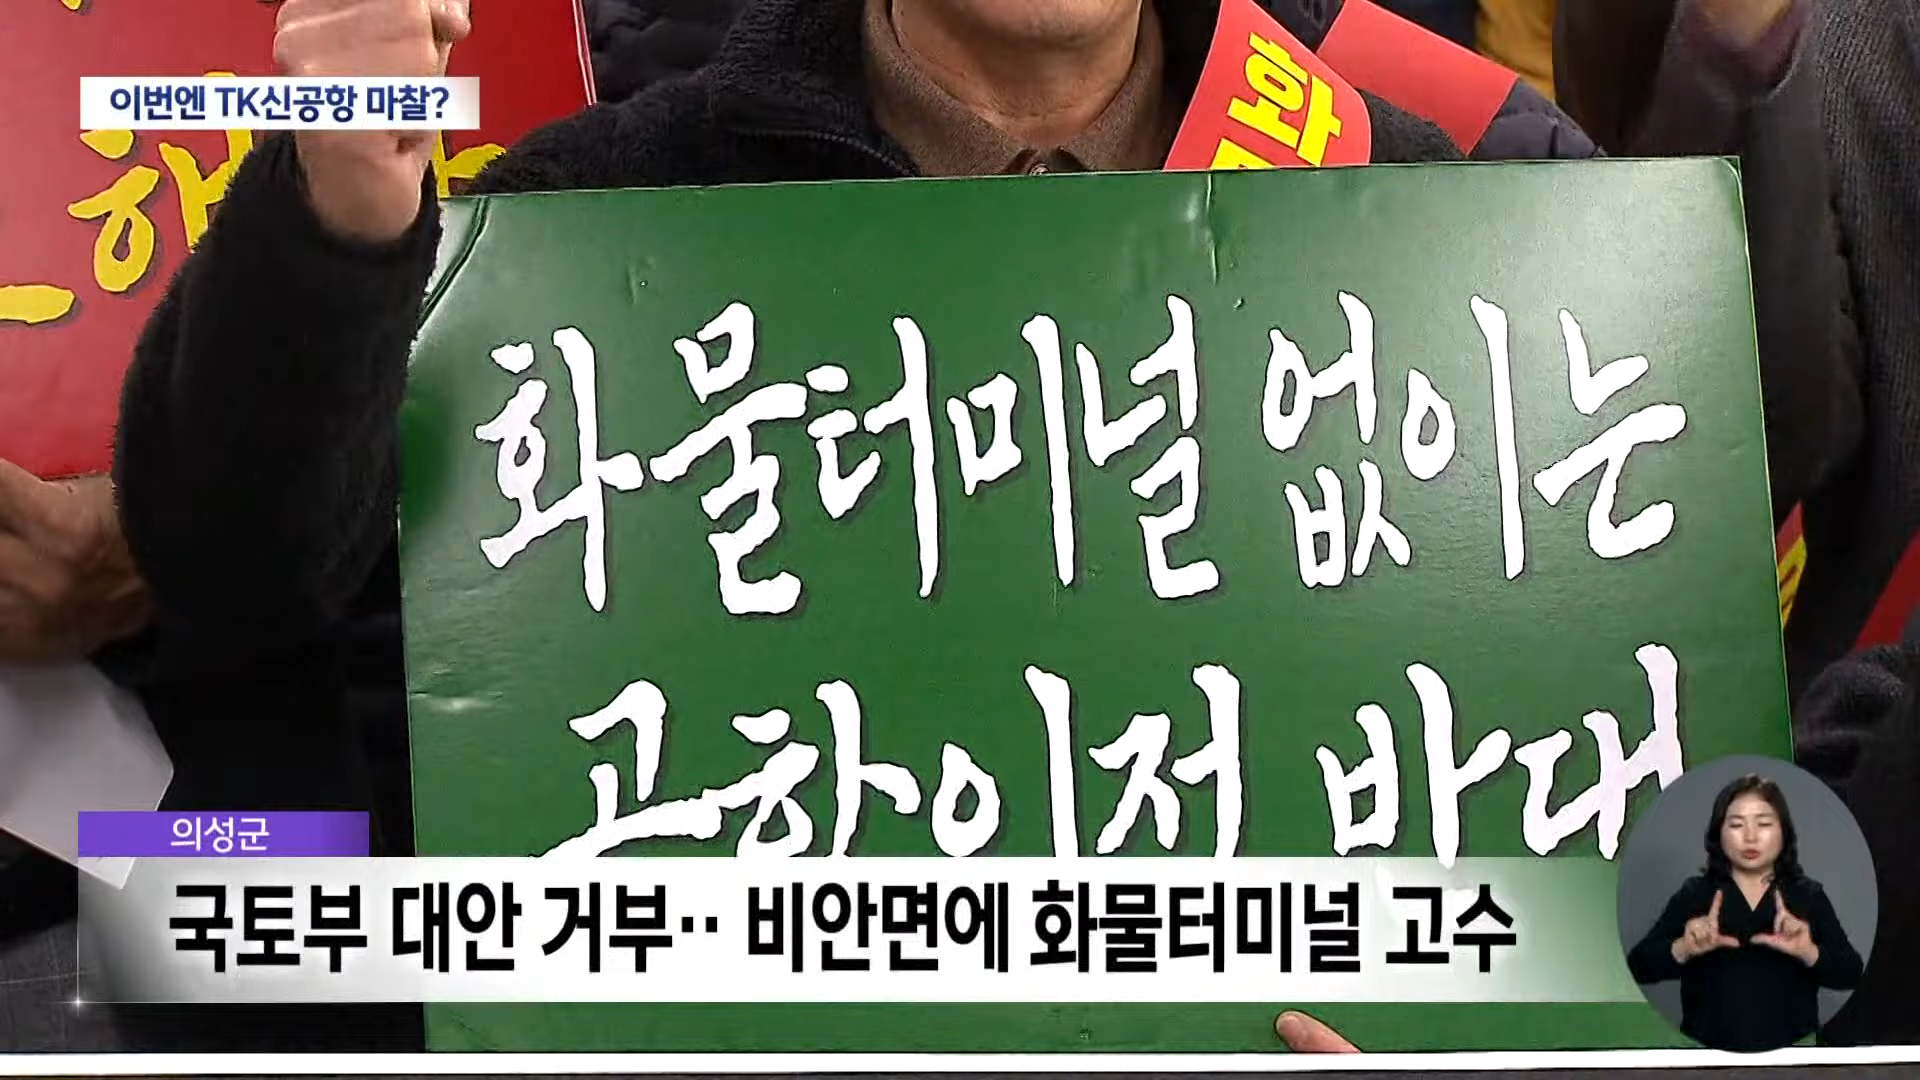 이번엔 TK신공항 마찰?
화
화물터미널 없이는
공항이전 반대
의성군
국토부 대안 거부·· 비안면에 화물터미널 고수